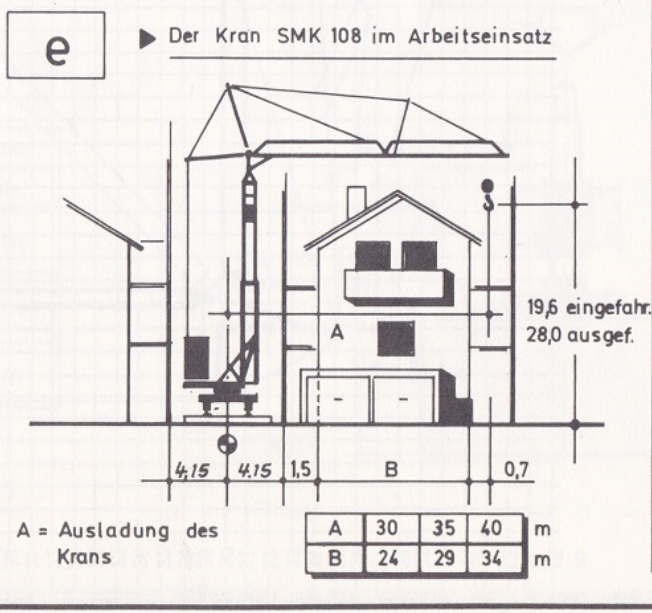 e
Der Kran SMK 108 im Arbeitseinsatz
A
19,6 eingefahr.
28,0 ausgef.
4,15 4.15 1,5 B 0,7
A = Ausladung des
Krans
A 30 35 40 m
B 24 29 34 m